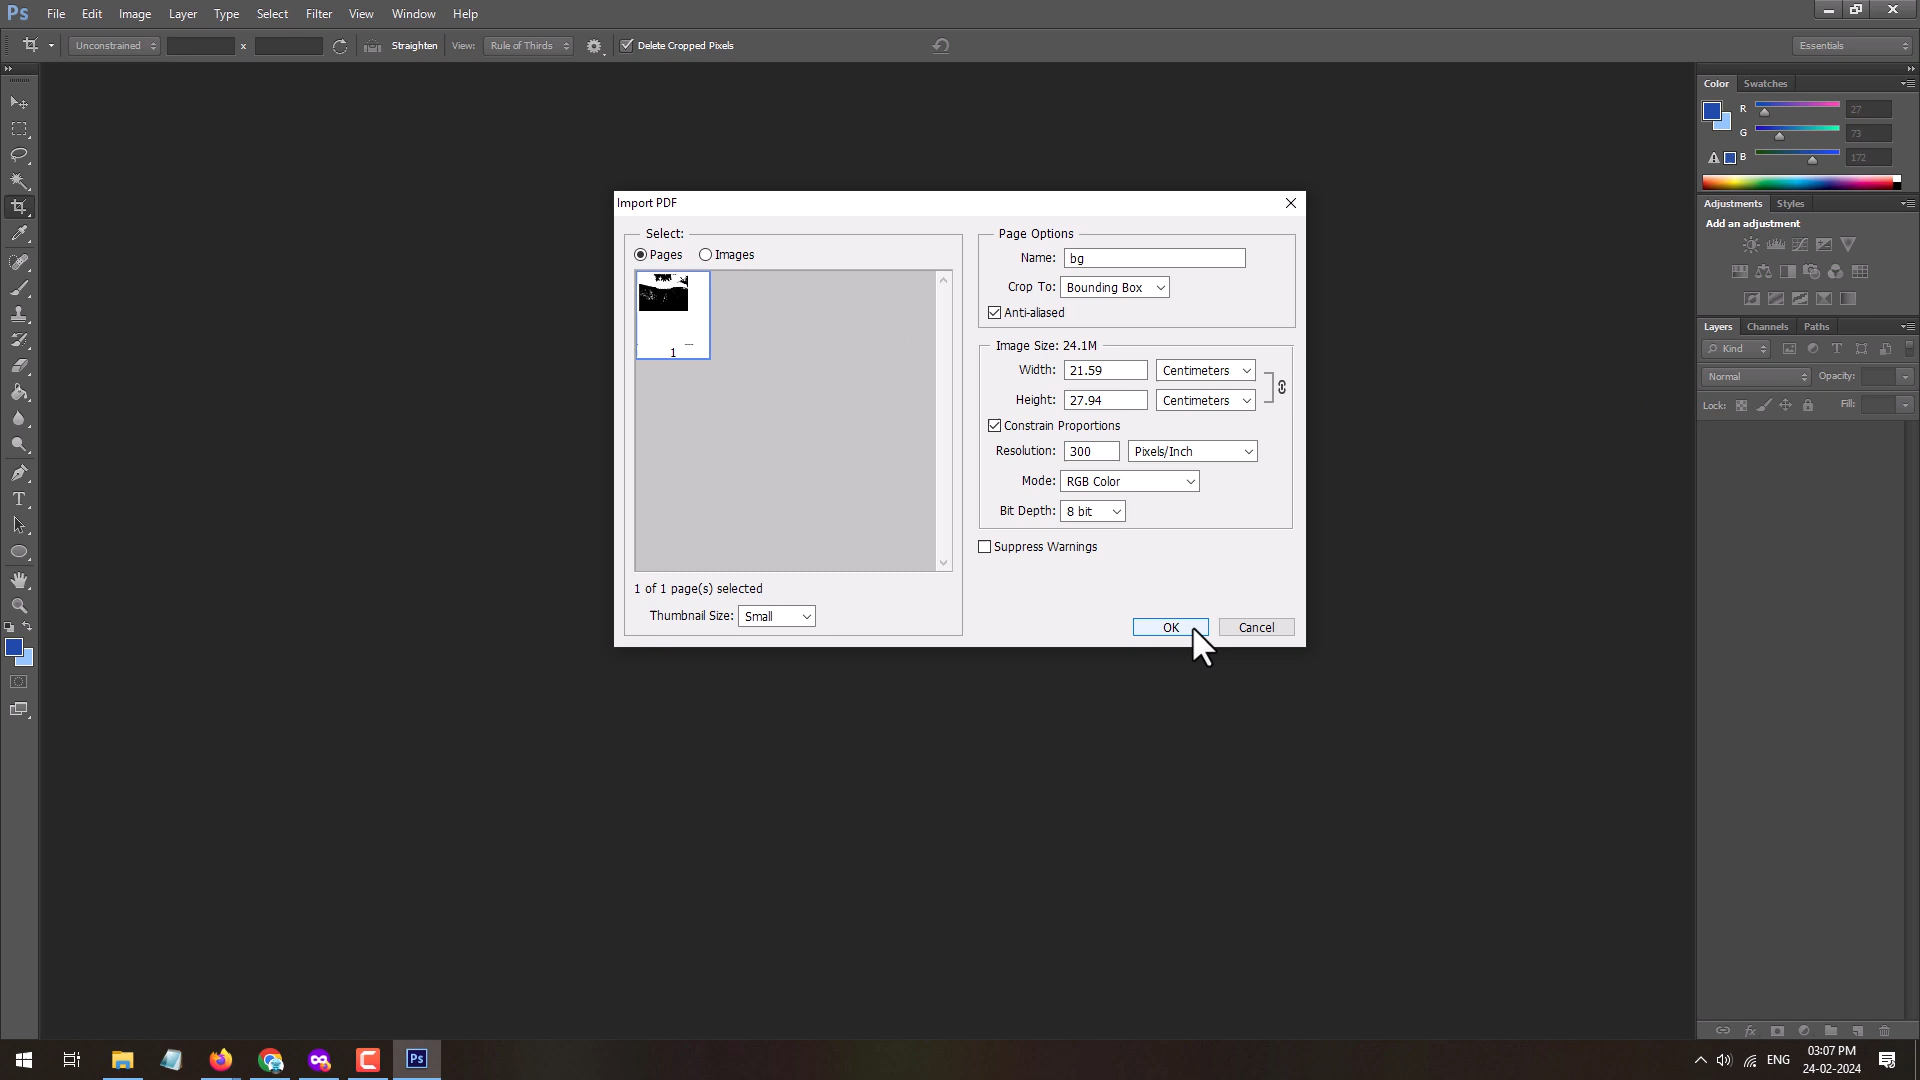 Ps File Edit Image Layer Type Select Filter View Window Help
Unconstrained x Straighten View: Rule of Thirds Delete Cropped Pixels Essentials
Color Swatches
R 27
G 73
B 172
Adjustments Styles
Add an adjustment
Layers Channels Paths
Kind
Normal Opacity:
Lock: Fill:
Import PDF
Select:
Pages Images
1
1 of 1 page(s) selected
Thumbnail Size: Small
Page Options
Name: bg
Crop To: Bounding Box
Anti-aliased
Image Size: 24.1M
Width: 21.59 Centimeters
Height: 27.94 Centimeters
Constrain Proportions
Resolution: 300 Pixels/Inch
Mode: RGB Color
Bit Depth: 8 bit
Suppress Warnings
OK Cancel
Ps
ENG
03:07 PM
24-02-2024